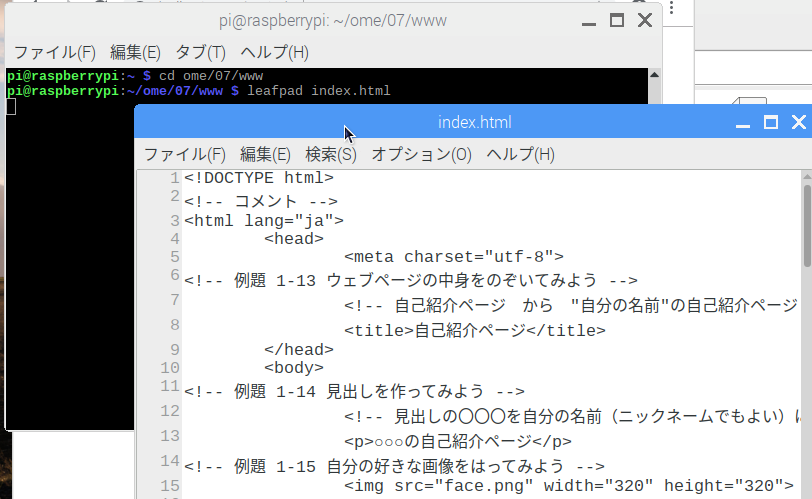 pi@raspberrypi: ~/ome/07/www
ファイル(F) 編集(E) タブ(T) ヘルプ(H)
pi@raspberrypi:~ $ cd ome/07/www
pi@raspberrypi:~/ome/07/www $ leafpad index.html
index.html
ファイル(F) 編集(E) 検索(S) オプション(O) ヘルプ(H)
1 <!DOCTYPE html>
2 <!-- コメント -->
3 <html lang="ja">
4 <head>
5 <meta charset="utf-8">
6 <!-- 例題 1-13 ウェブページの中身をのぞいてみよう -->
7 <!-- 自己紹介ページ　から　"自分の名前"の自己紹介ページ
8 <title>自己紹介ページ</title>
9 </head>
10 <body>
11 <!-- 例題 1-14 見出しを作ってみよう -->
12 <!-- 見出しの〇〇〇を自分の名前（ニックネームでもよい）に
13 <p>○○○の自己紹介ページ</p>
14 <!-- 例題 1-15 自分の好きな画像をはってみよう -->
15 <img src="face.png" width="320" height="320">